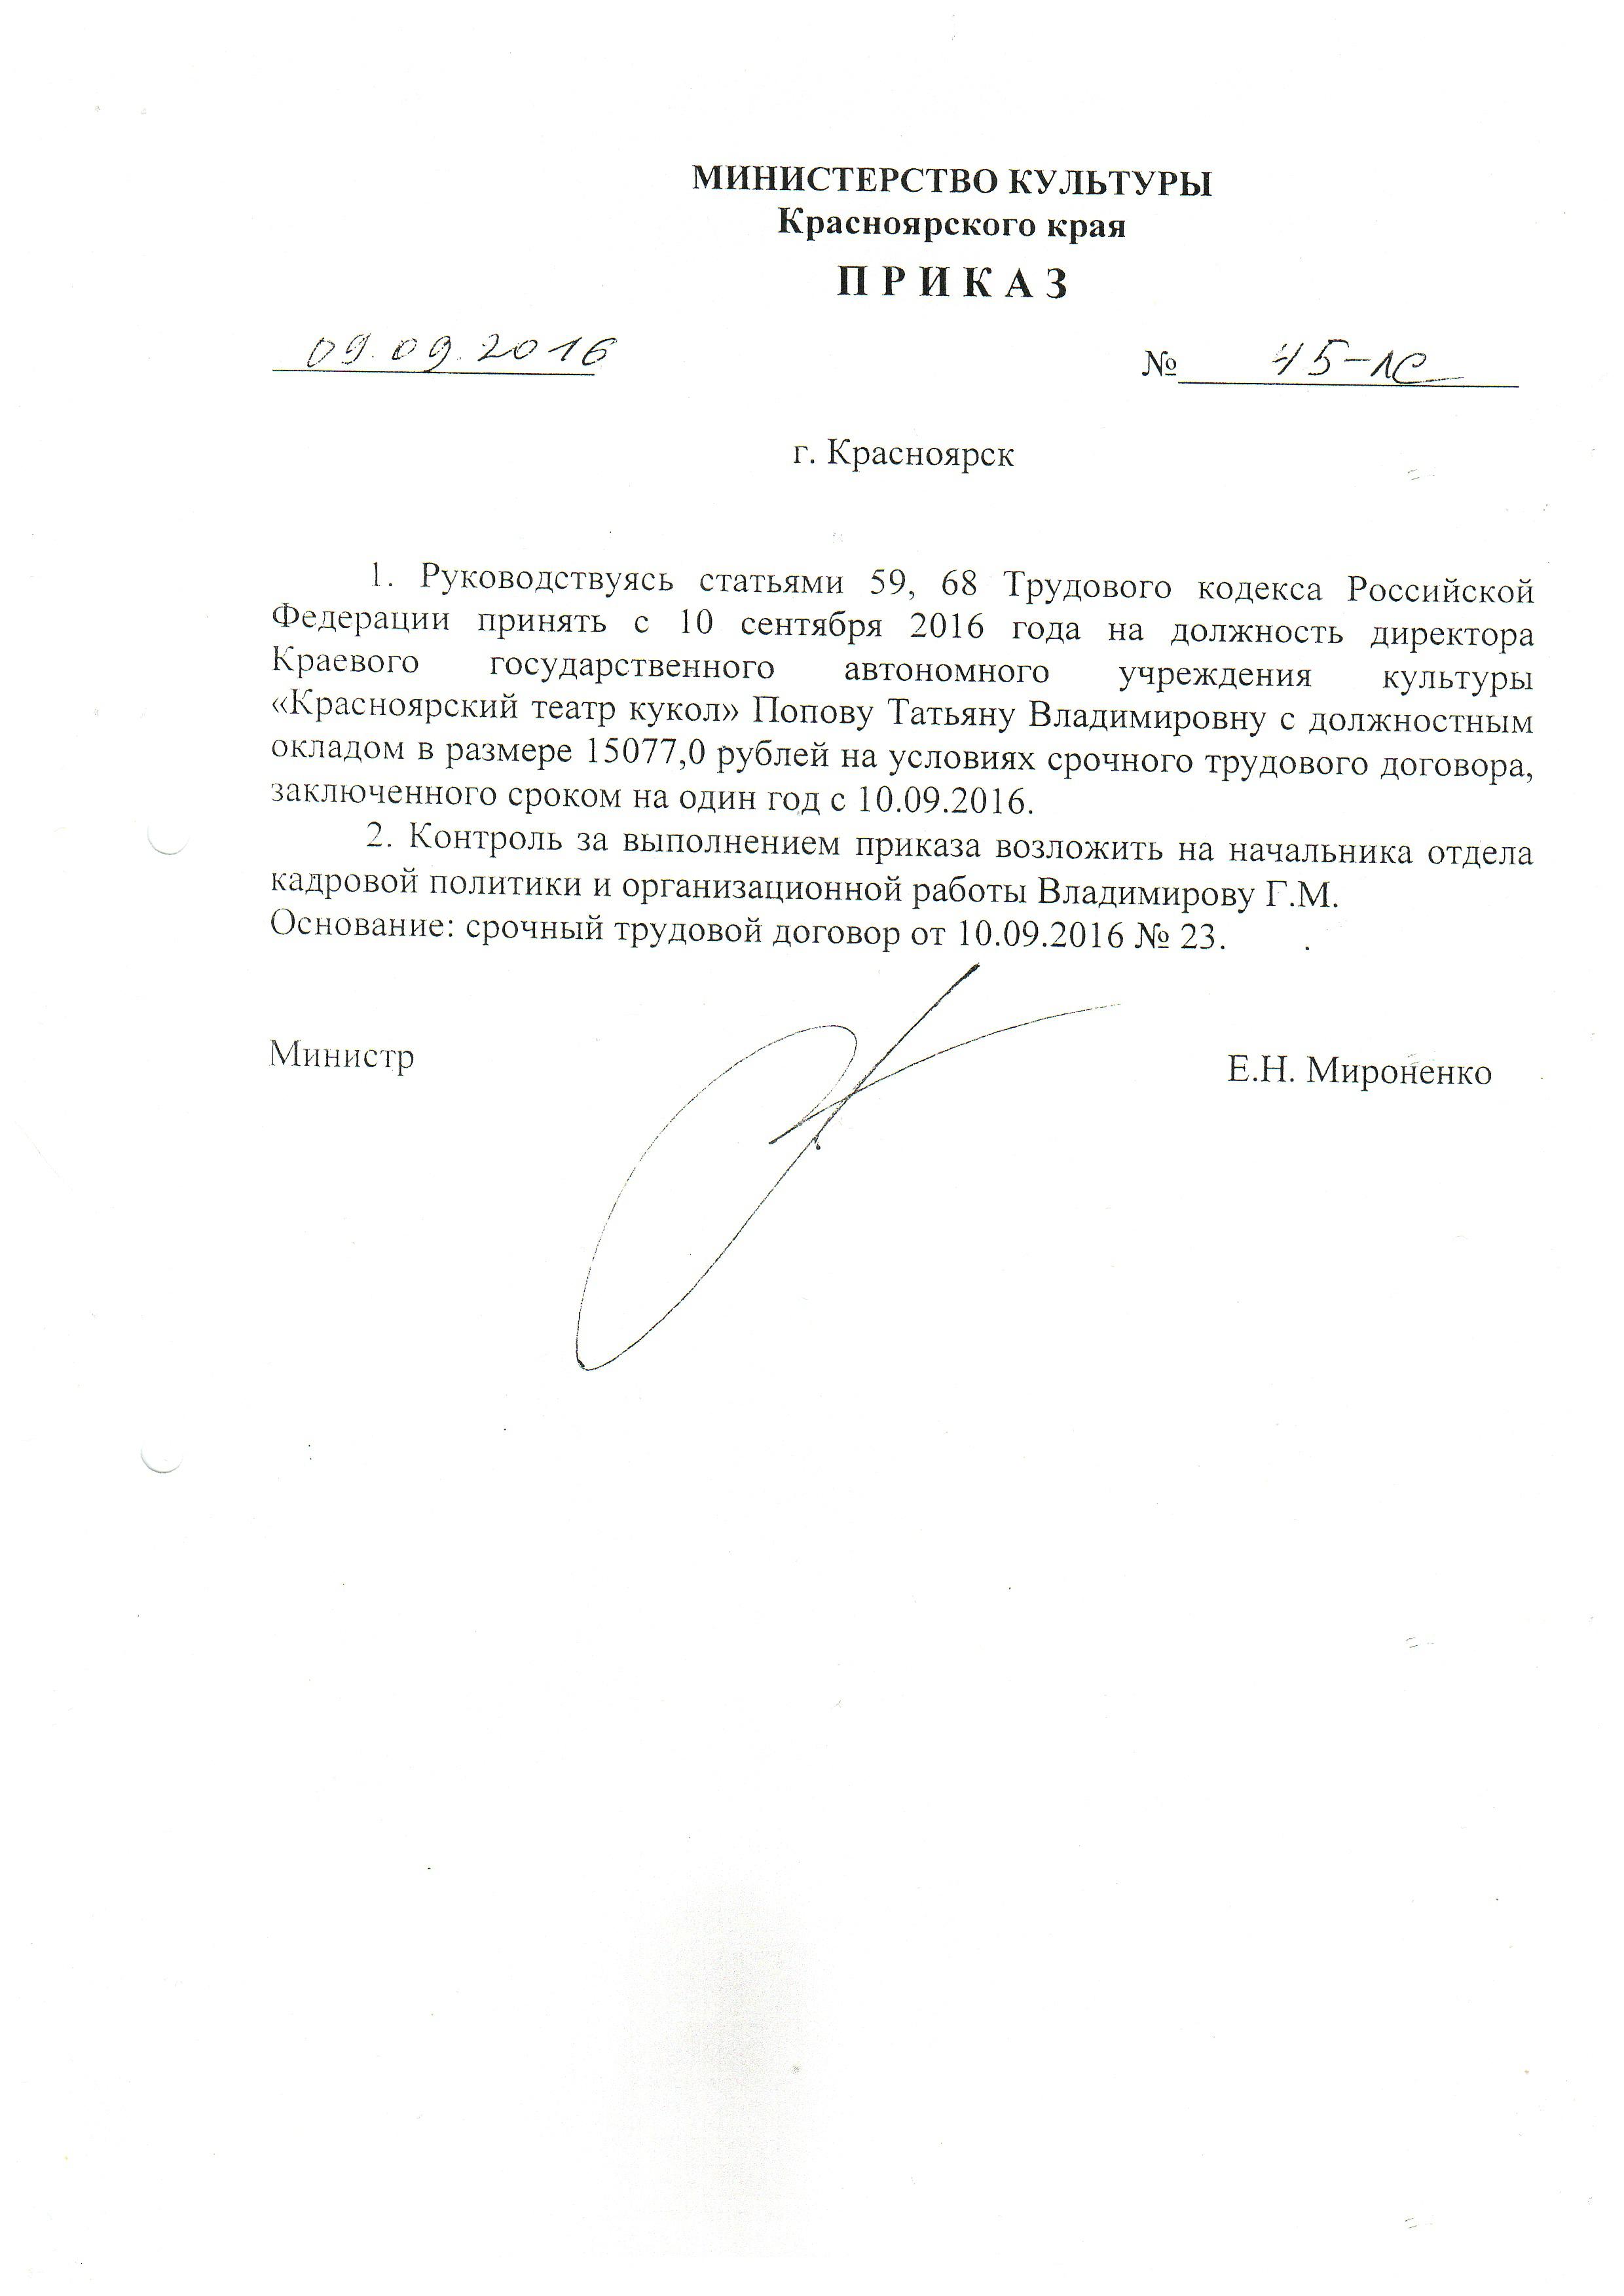 МИНИСТЕРСТВО КУЛЬТУРЫ
Красноярского края
П Р И К А З
09.09.2016 № 45-лс
г. Красноярск
1. Руководствуясь статьями 59, 68 Трудового кодекса Российской
Федерации принять с 10 сентября 2016 года на должность директора
Краевого государственного автономного учреждения культуры
«Красноярский театр кукол» Попову Татьяну Владимировну с должностным
окладом в размере 15077,0 рублей на условиях срочного трудового договора,
заключенного сроком на один год с 10.09.2016.
2. Контроль за выполнением приказа возложить на начальника отдела
кадровой политики и организационной работы Владимирову Г.М.
Основание: срочный трудовой договор от 10.09.2016 № 23.
Министр Е.Н. Мироненко